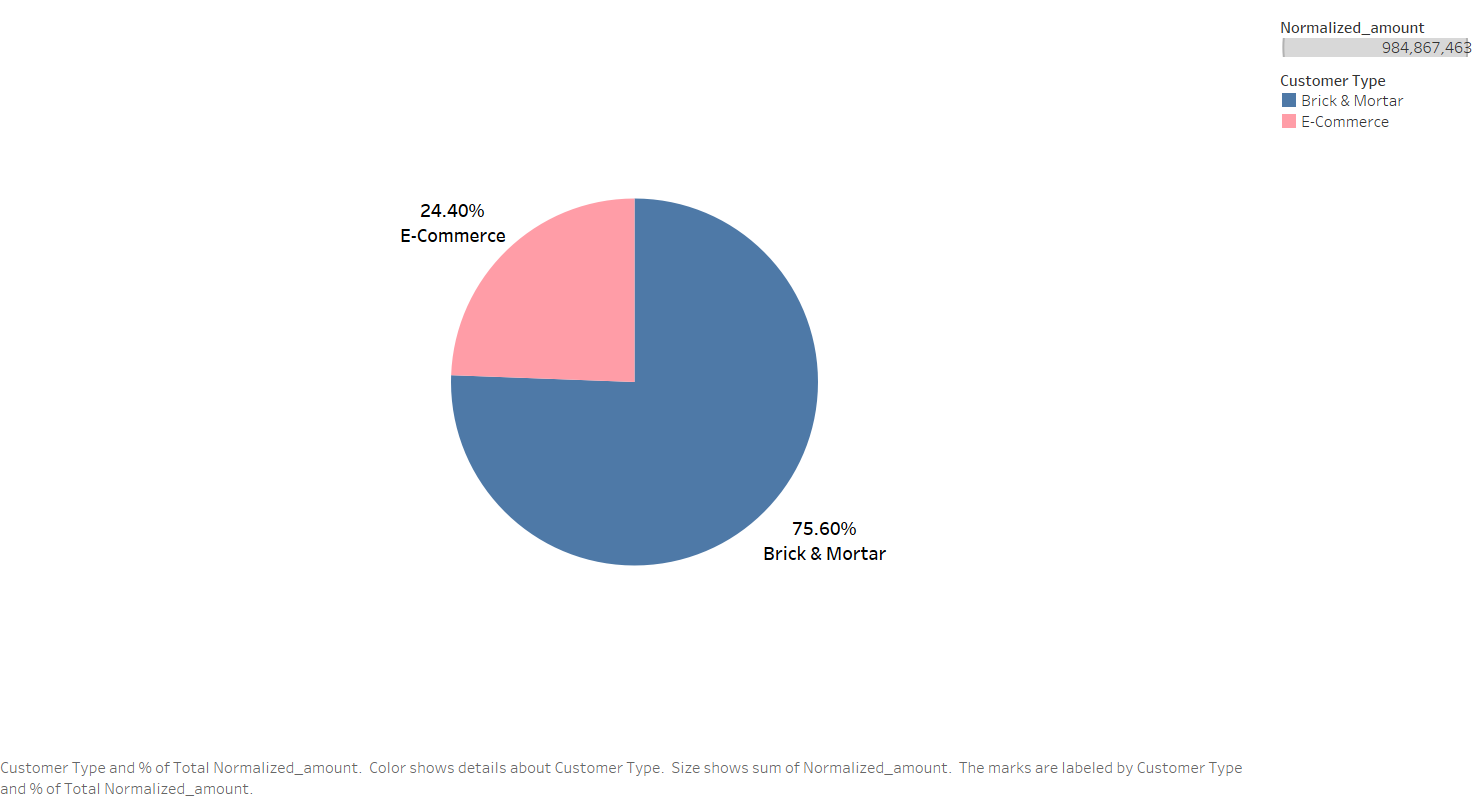 Normalized_amount
984,867,463
Customer Type
Brick & Mortar
E-Commerce
24.40%
E-Commerce
75.60%
Brick & Mortar
Customer Type and % of Total Normalized_amount.  Color shows details about Customer Type.  Size shows sum of Normalized_amount.  The marks are labeled by Customer Type
and % of Total Normalized_amount.